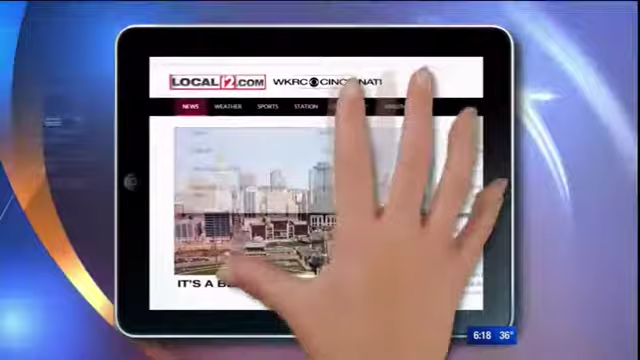 LOCAL12.COM WKRC CINCINNATI
NEWS WEATHER SPORTS STATION
IT'S A B
6:18 36°